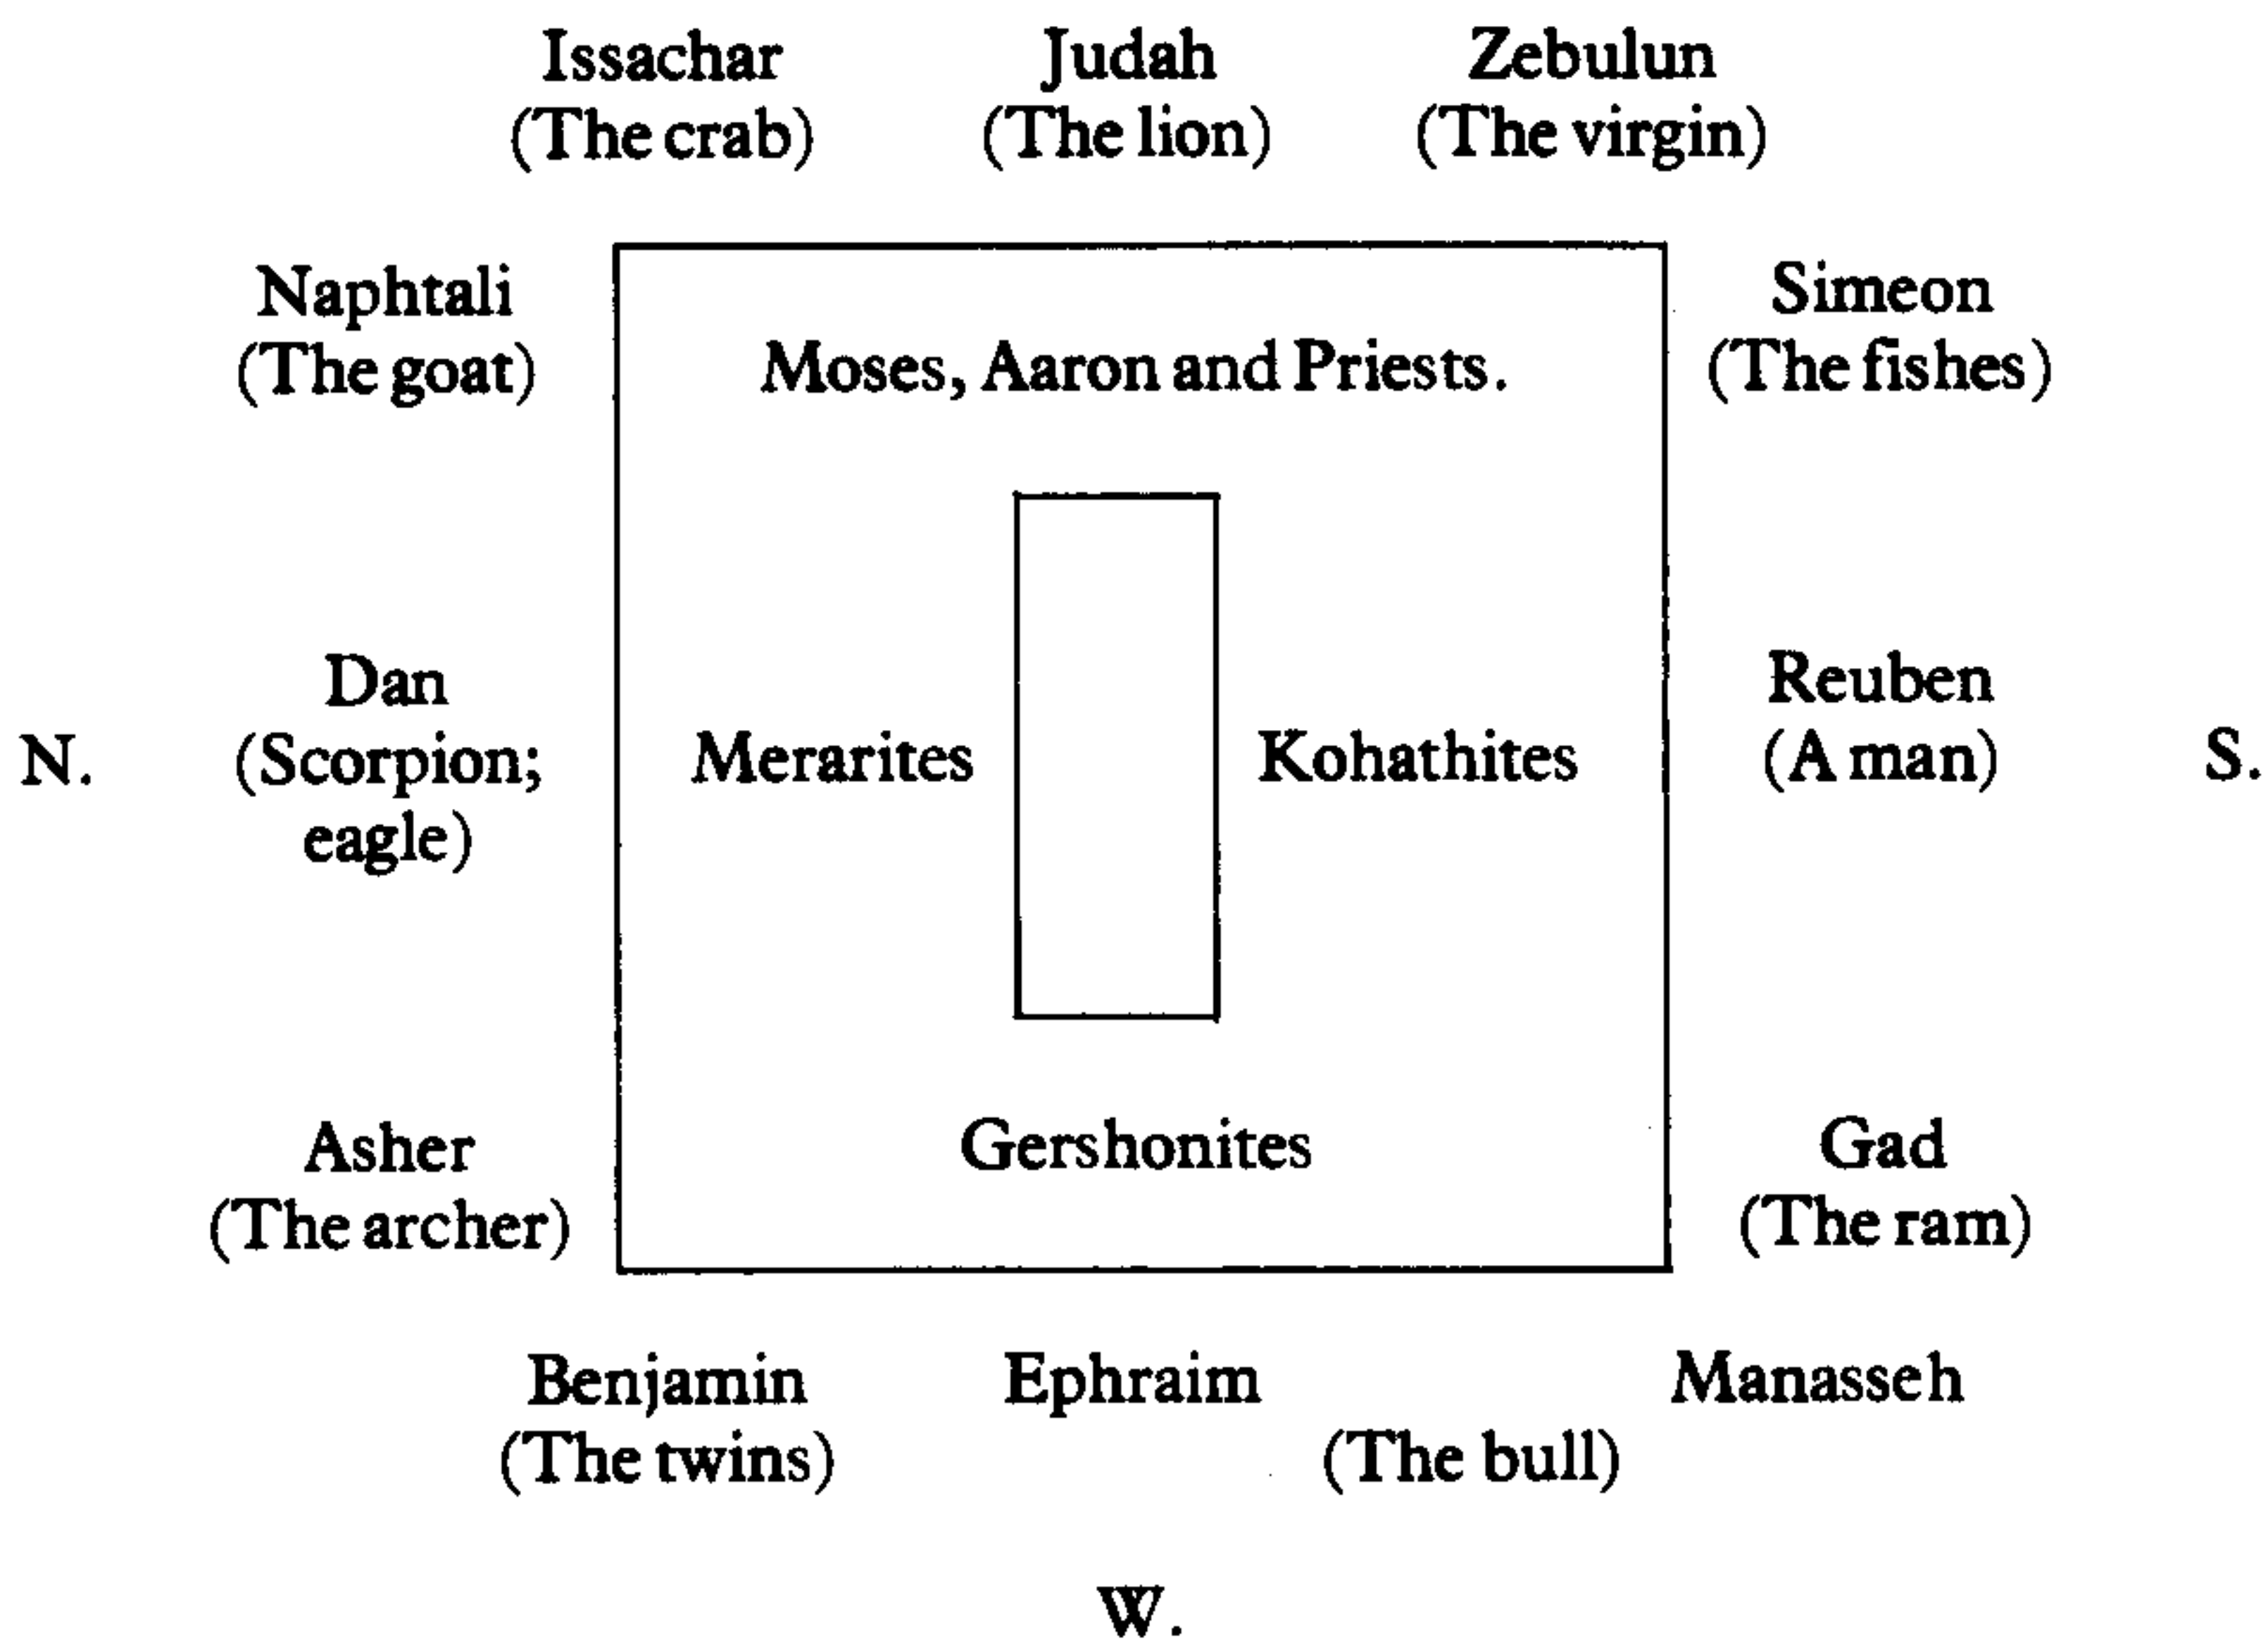 Issachar Judah Zebulun
(The crab) (The lion) (The virgin)
Naphtali Simeon
(The goat) Moses, Aaron and Priests. (The fishes)
Dan Reuben
N. (Scorpion; Merarites Kohathites (A man) S.
eagle)
Asher Gershonites Gad
(The archer) (The ram)
Benjamin Ephraim Manasseh
(The twins) (The bull)
W.